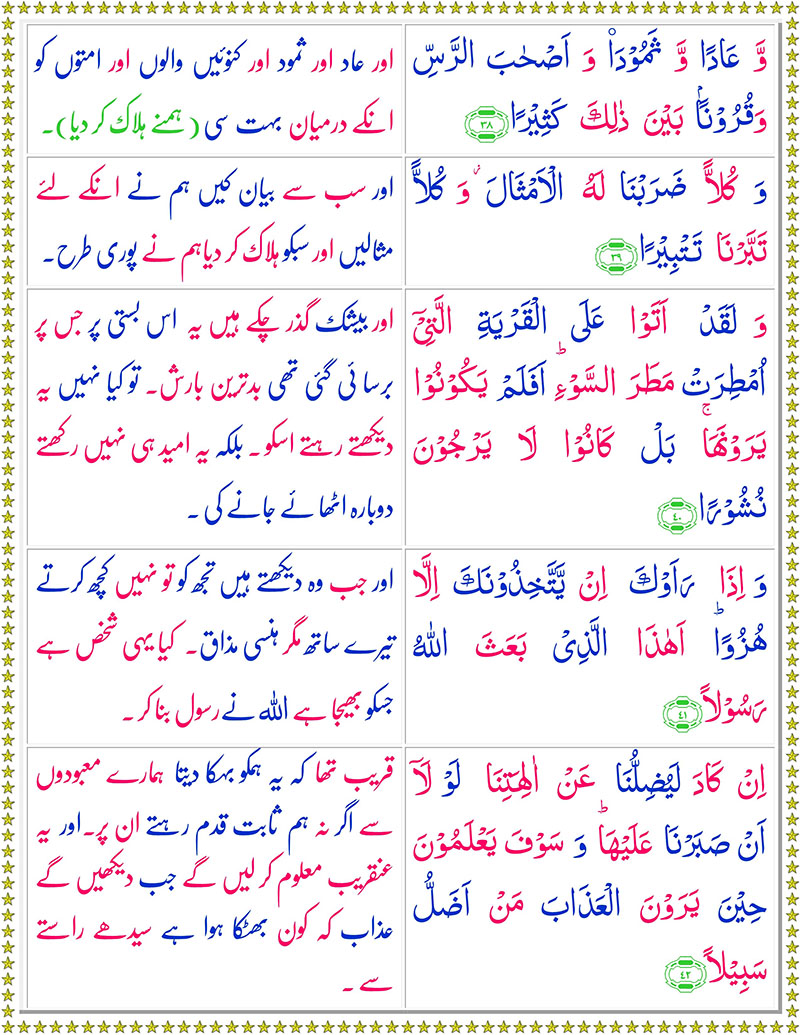 وَّ عَادًا وَّ ثَمُوْدَا۟ وَ اَصْحٰبَ الرَّسِّ
وَقُرُوْنًۢا بَيْنَ ذٰلِكَ كَثِيْرًا ﴿۳۸﴾
اور عاد اور ثمود اور کنوئیں والوں اور امتوں کو
انکے درمیان بہت سی (ہمنے ہلاک کر دیا)۔
وَ كُلاًّ ضَرَبْنَا لَهُ الْاَمْثَالَ ؗ وَ كُلاًّ
تَبَّرْنَا تَتْبِيْرًا ﴿۳۹﴾
اور سب سے بیان کیں ہم نے انکے لئے
مثالیں اور سبکو ہلاک کر دیا ہم نے پوری طرح۔
وَ لَقَدْ اَتَوْا عَلَى الْقَرْيَةِ الَّتِىْۤ
اُمْطِرَتْ مَطَرَ السَّوْءِ ؕ اَفَلَمْ يَكُوْنُوْا
يَرَوْنَهَا ۚ بَلْ كَانُوْا لَا يَرْجُوْنَ
نُشُوْرًا ﴿۴۰﴾
اور بیشک گذر چکے ہیں یہ اس بستی پر جس پر
برسائی گئی تھی بدترین بارش۔ تو کیا نہیں یہ
دیکھتے رہتے اسکو۔ بلکہ یہ امید ہی نہیں رکھتے
دوبارہ اٹھائے جانے کی۔
وَ اِذَا رَاَوْكَ اِنْ يَّتَّخِذُوْنَكَ اِلَّا
هُزُوًا ؕ اَهٰذَا الَّذِىْ بَعَثَ اللّٰهُ
رَسُوْلاً ﴿۴۱﴾
اور جب وہ دیکھتے ہیں تجھ کو تو نہیں کچھ کرتے
تیرے ساتھ مگر ہنسی مذاق۔ کیا یہی شخص ہے
جسکو بھیجا ہے اللہ نے رسول بنا کر۔
اِنْ كَادَ لَيُضِلُّنَا عَنْ اٰلِهَتِنَا لَوْ لَاۤ
اَنْ صَبَرْنَا عَلَيْهَا ؕ وَ سَوْفَ يَعْلَمُوْنَ
حِيْنَ يَرَوْنَ الْعَذَابَ مَنْ اَضَلُّ
سَبِيْلاً ﴿۴۲﴾
قریب تھا کہ یہ ہمکو بہکا دیتا ہمارے معبودوں
سے اگر نہ ہم ثابت قدم رہتے ان پر۔ اور یہ
عنقریب معلوم کر لیں گے جب دیکھیں گے
عذاب کہ کون بھٹکا ہوا ہے سیدھے راستے
سے۔